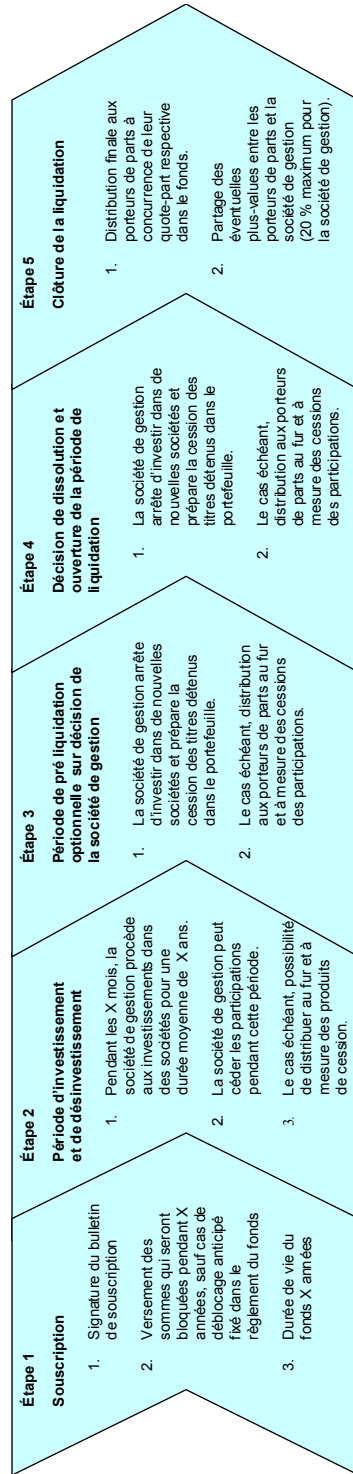 Étape 1
Souscription
1. Signature du bulletin
de souscription
2. Versement des
sommes qui seront
bloquées pendant X
années, sauf cas de
déblocage anticipé
fixé dans le
règlement du fonds
3. Durée de vie du
fonds X années
Étape 2
Période d'investissement
et de désinvestissement
1. Pendant les X mois, la
société de gestion procède
aux investissements dans
des sociétés pour une
durée moyenne de X ans.
2. La société de gestion peut
céder les participations
pendant cette période.
3. Le cas échéant, possibilité
de distribuer au fur et à
mesure des produits
de cession.
Étape 3
Période de pré liquidation
optionnelle sur décision de
la société de gestion
1. La société de gestion arrête
d'investir dans de nouvelles
sociétés et prépare la
cession des titres détenus
dans le portefeuille.
2. Le cas échéant, distribution
aux porteurs de parts au fur
et à mesure des cessions
des participations.
Étape 4
Décision de dissolution et
ouverture de la période de
liquidation
1. La société de gestion
arrête d'investir dans de
nouvelles sociétés et
prépare la cession des
titres détenus dans le
portefeuille.
2. Le cas échéant,
distribution aux porteurs
de parts au fur et à
mesure des cessions
des participations.
Étape 5
Clôture de la liquidation
1. Distribution finale aux
porteurs de parts à
concurrence de leur
quote-part respective
dans le fonds.
2. Partage des
éventuelles
plus-values entre les
porteurs de parts et la
société de gestion
(20 % maximum pour
la société de gestion).